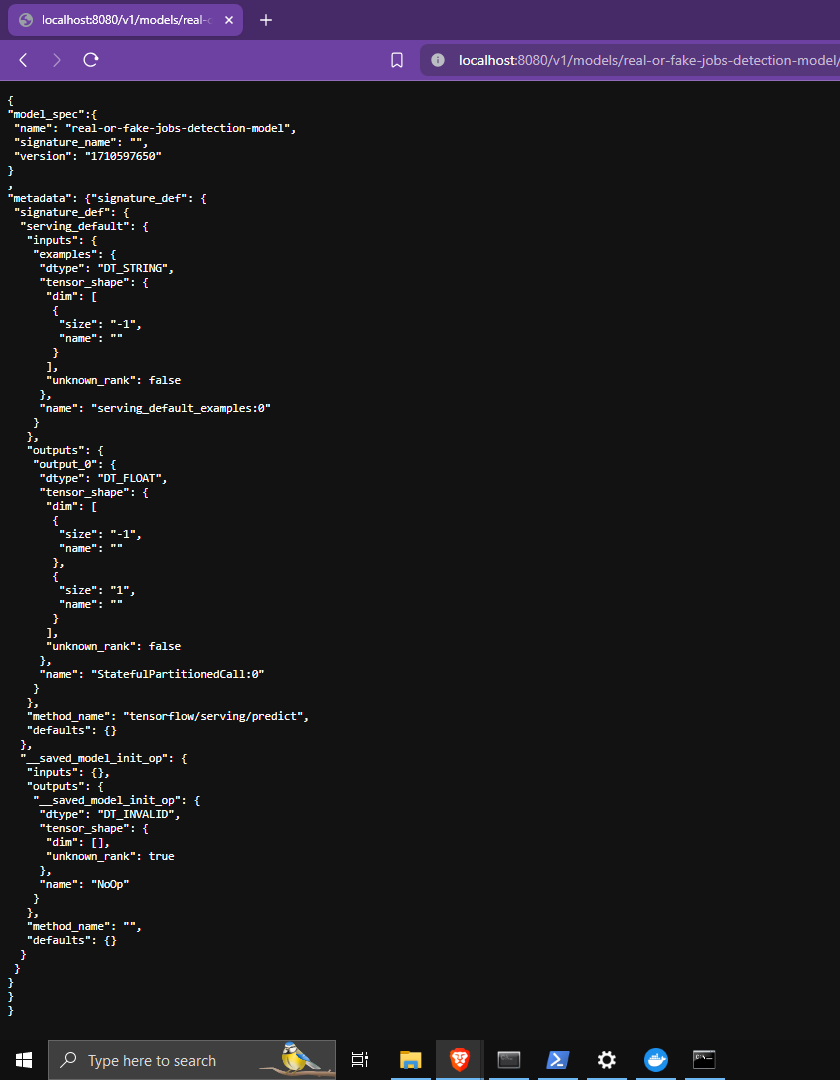 localhost:8080/v1/models/real-
localhost:8080/v1/models/real-or-fake-jobs-detection-model/
{
"model_spec":{
 "name": "real-or-fake-jobs-detection-model",
 "signature_name": "",
 "version": "1710597650"
}
,
"metadata": {"signature_def": {
 "signature_def": {
  "serving_default": {
   "inputs": {
    "examples": {
     "dtype": "DT_STRING",
     "tensor_shape": {
      "dim": [
       {
        "size": "-1",
        "name": ""
       }
      ],
      "unknown_rank": false
     },
     "name": "serving_default_examples:0"
    }
   },
   "outputs": {
    "output_0": {
     "dtype": "DT_FLOAT",
     "tensor_shape": {
      "dim": [
       {
        "size": "-1",
        "name": ""
       },
       {
        "size": "1",
        "name": ""
       }
      ],
      "unknown_rank": false
     },
     "name": "StatefulPartitionedCall:0"
    }
   },
   "method_name": "tensorflow/serving/predict",
   "defaults": {}
  },
  "__saved_model_init_op": {
   "inputs": {},
   "outputs": {
    "__saved_model_init_op": {
     "dtype": "DT_INVALID",
     "tensor_shape": {
      "dim": [],
      "unknown_rank": true
     },
     "name": "NoOp"
    }
   },
   "method_name": "",
   "defaults": {}
  }
 }
}
}
}
Type here to search